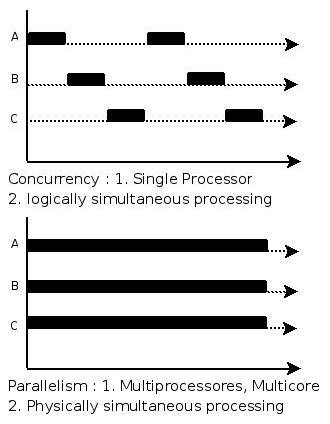 A
B
C
Concurrency : 1. Single Processor
2. logically simultaneous processing
A
B
C
Parallelism : 1. Multiprocessores, Multicore
2. Physically simultaneous processing